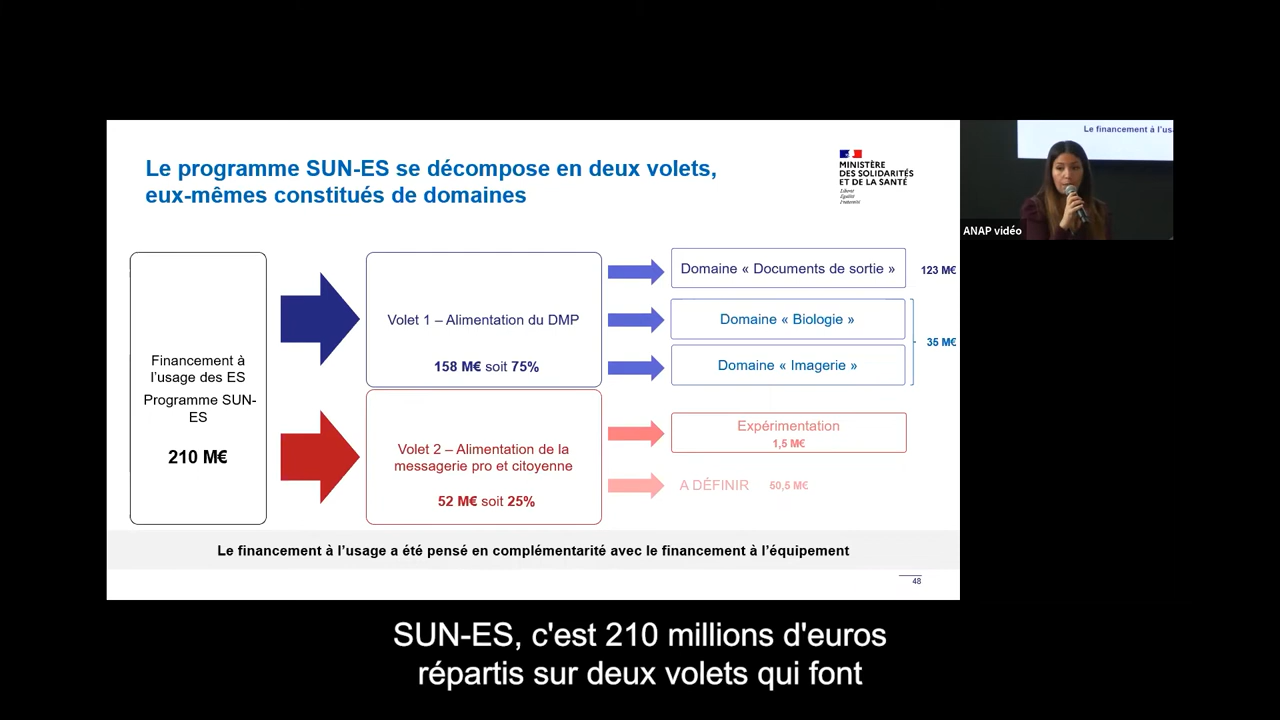 Le programme SUN-ES se décompose en deux volets,
eux-mêmes constitués de domaines
MINISTÈRE
DES SOLIDARITÉS
ET DE LA SANTÉ
Liberté
Égalité
Fraternité
Le financement à l'us
ANAP vidéo
Financement à
l'usage des ES
Programme SUN-
ES
210 M€
Volet 1 – Alimentation du DMP
158 M€ soit 75%
Domaine « Documents de sortie »
123 M€
Domaine « Biologie »
Domaine « Imagerie »
35 M€
Volet 2 – Alimentation de la
messagerie pro et citoyenne
52 M€ soit 25%
Expérimentation
1,5 M€
A DÉFINIR 50,5 M€
Le financement à l'usage a été pensé en complémentarité avec le financement à l'équipement
48
SUN-ES, c'est 210 millions d'euros
répartis sur deux volets qui font